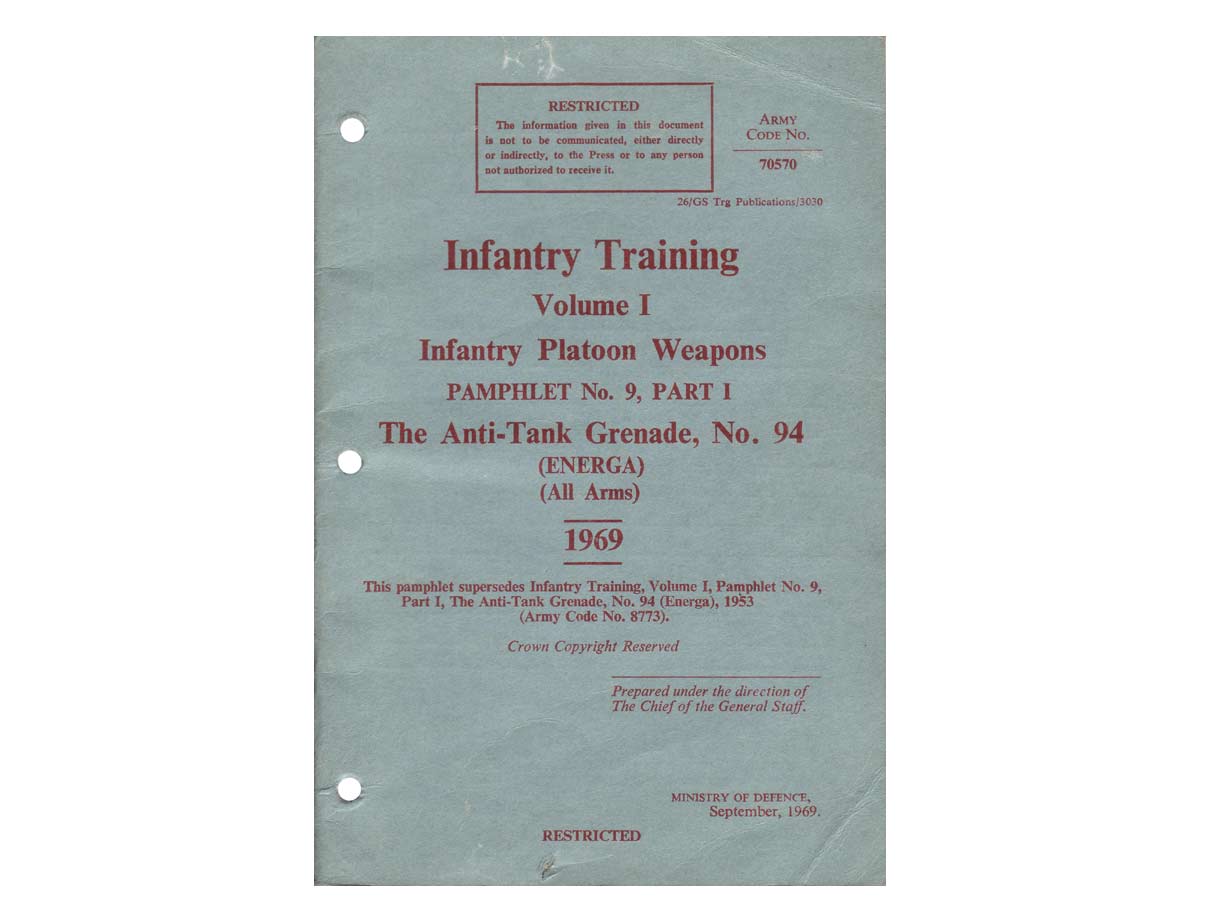 RESTRICTED
The information given in this document
is not to be communicated, either directly
or indirectly, to the Press or to any person
not authorized to receive it.
ARMY
CODE NO.
70570
26/GS Trg Publications/3030
Infantry Training
Volume I
Infantry Platoon Weapons
PAMPHLET No. 9, PART I
The Anti-Tank Grenade, No. 94
(ENERGA)
(All Arms)
1969
This pamphlet supersedes Infantry Training, Volume I, Pamphlet No. 9,
Part I, The Anti-Tank Grenade, No. 94 (Energa), 1953
(Army Code No. 8773).
Crown Copyright Reserved
Prepared under the direction of
The Chief of the General Staff.
MINISTRY OF DEFENCE,
September, 1969.
RESTRICTED